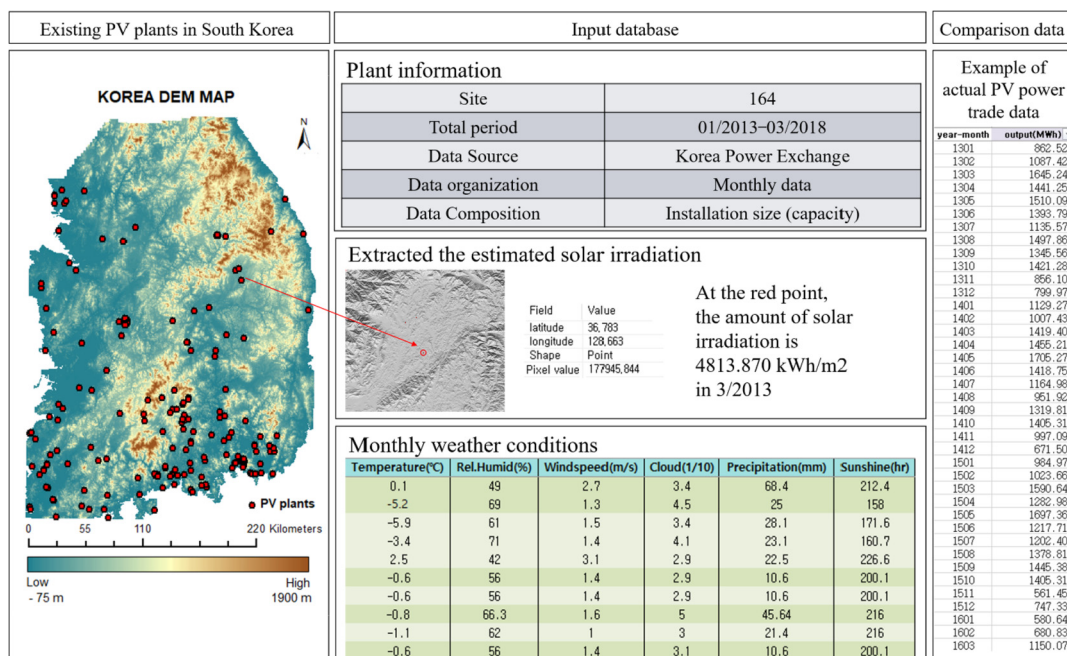 Existing PV plants in South Korea
Input database
Comparison data
KOREA DEM MAP
N
PV plants
0 55 110 220 Kilometers
Low High
- 75 m 1900 m
Plant information
Site 164
Total period 01/2013−03/2018
Data Source Korea Power Exchange
Data organization Monthly data
Data Composition Installation size (capacity)
Extracted the estimated solar irradiation
Field Value
latitude 36,783
longitude 128,663
Shape Point
Pixel value 177945,844
At the red point,
the amount of solar
irradiation is
4813.870 kWh/m2
in 3/2013
Monthly weather conditions
Temperature(℃) Rel.Humid(%) Windspeed(m/s) Cloud(1/10) Precipitation(mm) Sunshine(hr)
0.1 49 2.7 3.4 68.4 212.4
-5.2 69 1.3 4.5 25 158
-5.9 61 1.5 3.4 28.1 171.6
-3.4 71 1.4 4.1 23.1 160.7
2.5 42 3.1 2.9 22.5 226.6
-0.6 56 1.4 2.9 10.6 200.1
-0.6 56 1.4 2.9 10.6 200.1
-0.8 66.3 1.6 5 45.64 216
-1.1 62 1 3 21.4 216
-0.6 56 1.4 3.1 10.6 200.1
Example of
actual PV power
trade data
year-month output(MWh)
1301 862.52
1302 1087.42
1303 1645.24
1304 1441.25
1305 1510.09
1306 1393.79
1307 1135.57
1308 1497.86
1309 1345.56
1310 1421.28
1311 856.10
1312 799.97
1401 1129.27
1402 1007.43
1403 1419.40
1404 1455.21
1405 1705.27
1406 1418.75
1407 1164.98
1408 951.92
1409 1319.81
1410 1405.31
1411 997.09
1412 671.50
1501 984.97
1502 1023.66
1503 1590.64
1504 1282.98
1505 1697.36
1506 1217.71
1507 1202.40
1508 1378.81
1509 1445.38
1510 1405.31
1511 561.45
1512 747.33
1601 580.64
1602 680.83
1603 1150.07